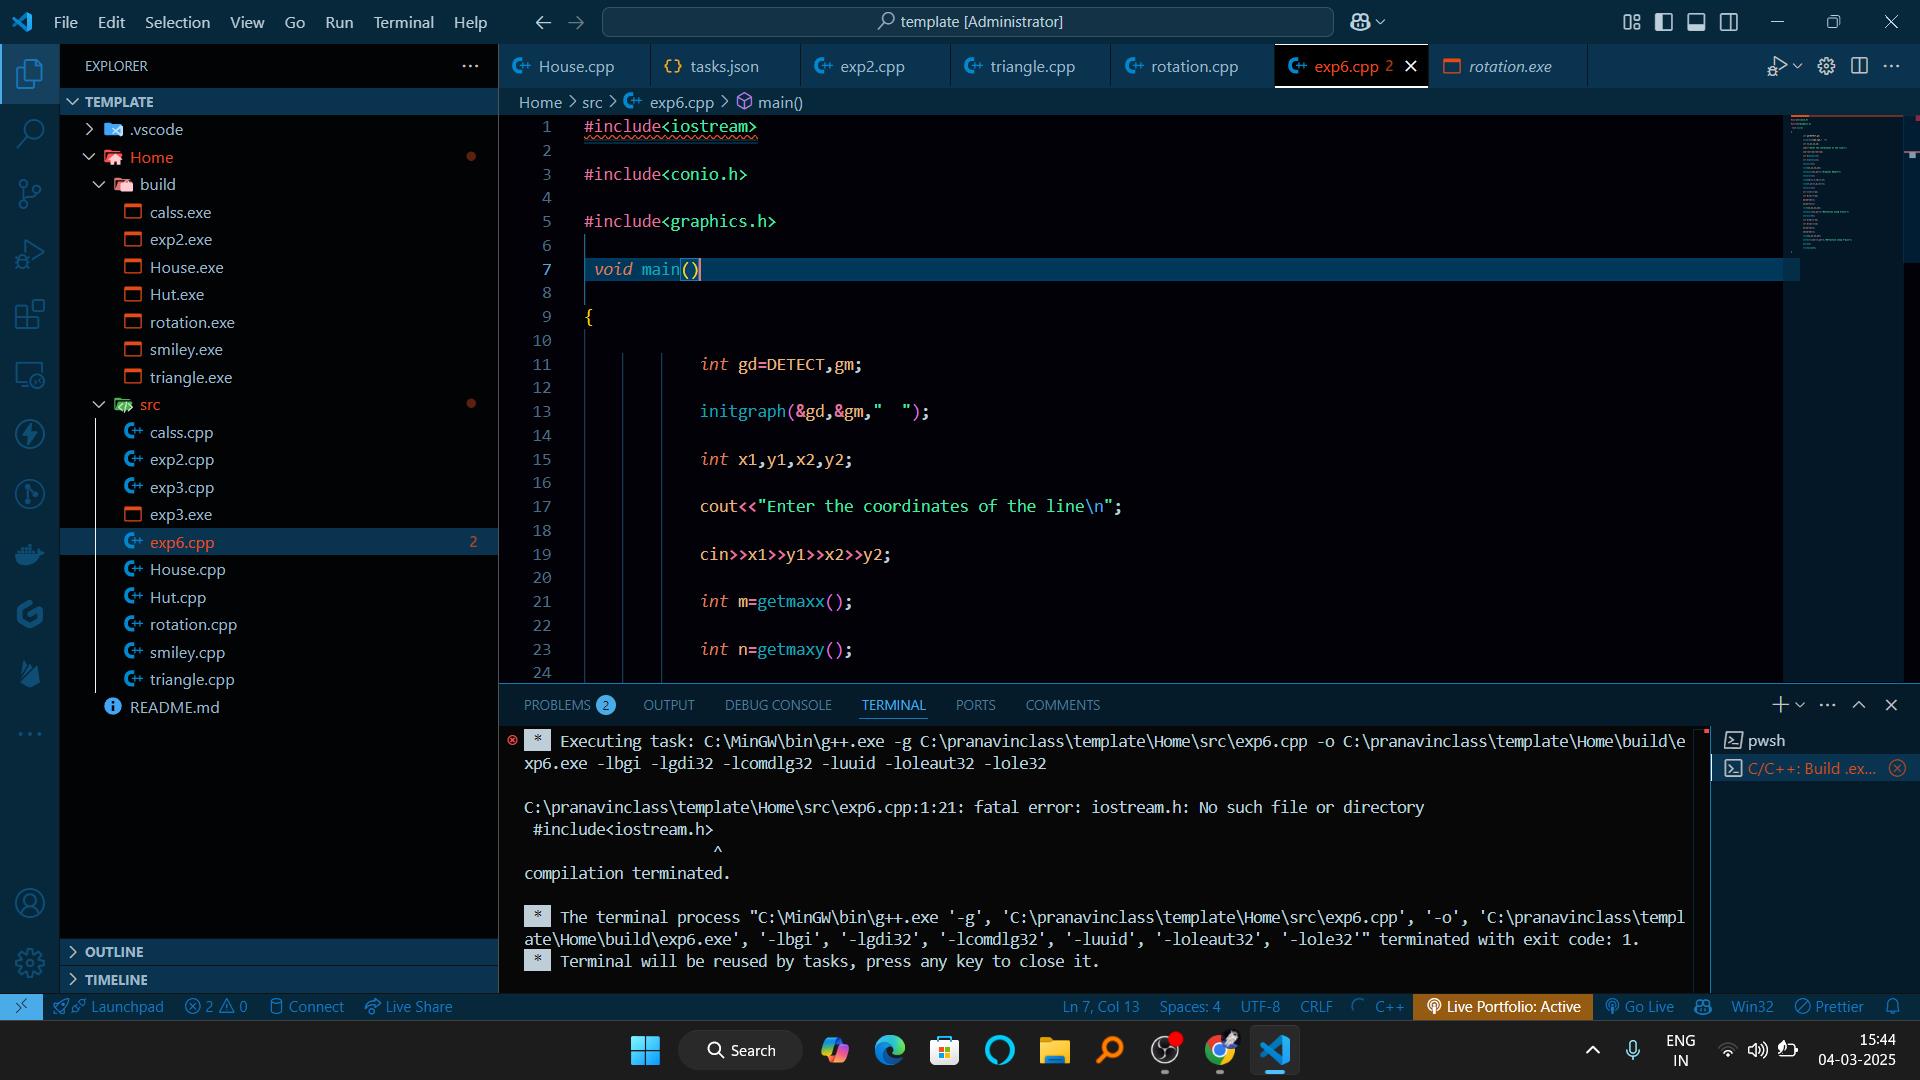 File Edit Selection View Go Run Terminal Help
template [Administrator]
EXPLORER
House.cpp
tasks.json
exp2.cpp
triangle.cpp
rotation.cpp
exp6.cpp 2
rotation.exe
TEMPLATE
Home > src > exp6.cpp > main()
.vscode
Home
build
calss.exe
exp2.exe
House.exe
Hut.exe
rotation.exe
smiley.exe
triangle.exe
src
calss.cpp
exp2.cpp
exp3.cpp
exp3.exe
exp6.cpp 2
House.cpp
Hut.cpp
rotation.cpp
smiley.cpp
triangle.cpp
README.md
OUTLINE
TIMELINE
1 #include<iostream>
2
3 #include<conio.h>
4
5 #include<graphics.h>
6
7 void main()
8
9 {
10
11 int gd=DETECT,gm;
12
13 initgraph(&gd,&gm,"  ");
14
15 int x1,y1,x2,y2;
16
17 cout<<"Enter the coordinates of the line\n";
18
19 cin>>x1>>y1>>x2>>y2;
20
21 int m=getmaxx();
22
23 int n=getmaxy();
24
PROBLEMS 2 OUTPUT DEBUG CONSOLE TERMINAL PORTS COMMENTS
* Executing task: C:\MinGW\bin\g++.exe -g C:\pranavinclass\template\Home\src\exp6.cpp -o C:\pranavinclass\template\Home\build\e
xp6.exe -lbgi -lgdi32 -lcomdlg32 -luuid -loleaut32 -lole32
C:\pranavinclass\template\Home\src\exp6.cpp:1:21: fatal error: iostream.h: No such file or directory
#include<iostream.h>
^
compilation terminated.
* The terminal process "C:\MinGW\bin\g++.exe '-g', 'C:\pranavinclass\template\Home\src\exp6.cpp', '-o', 'C:\pranavinclass\templ
ate\Home\build\exp6.exe', '-lbgi', '-lgdi32', '-lcomdlg32', '-luuid', '-loleaut32', '-lole32'" terminated with exit code: 1.
* Terminal will be reused by tasks, press any key to close it.
pwsh
C/C++: Build .ex...
Launchpad 2 0 Connect Live Share Ln 7, Col 13 Spaces: 4 UTF-8 CRLF C++ Live Portfolio: Active Go Live Win32 Prettier
Search
ENG
IN
15:44
04-03-2025